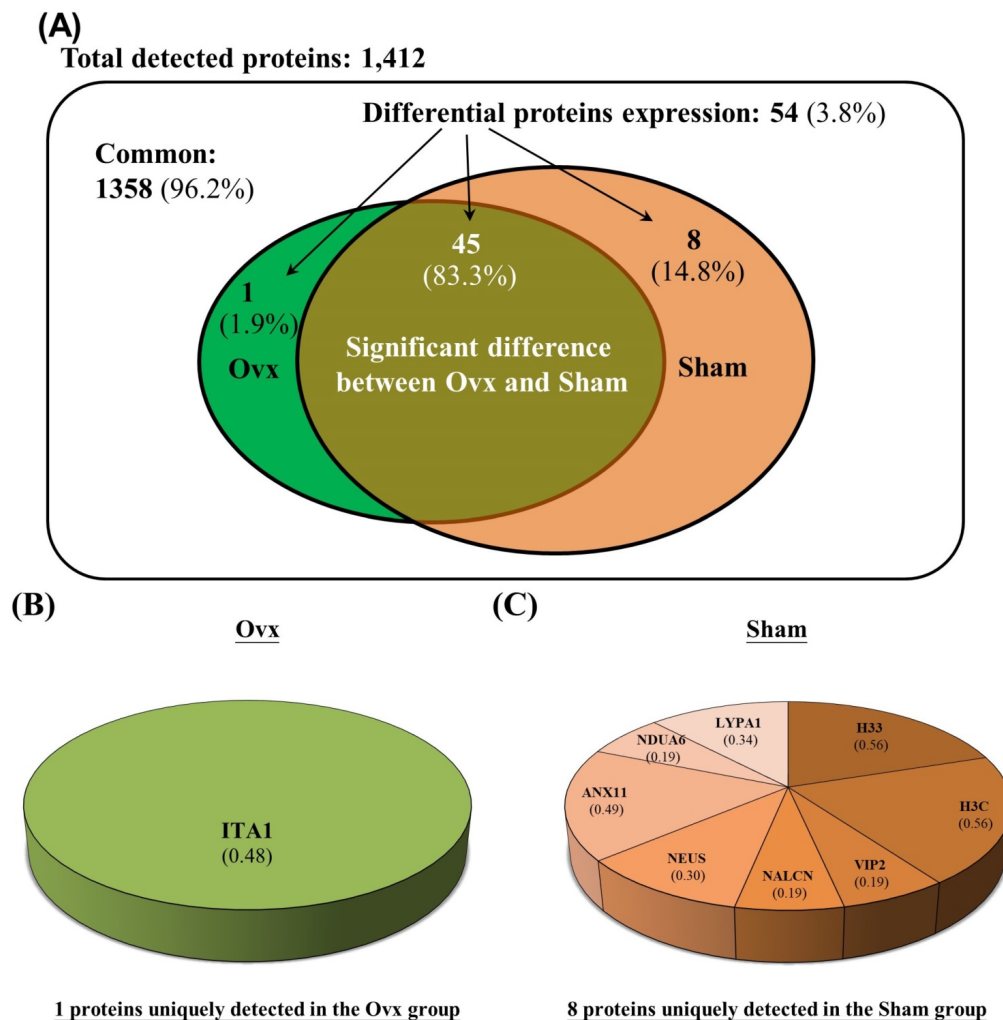 (A)
Total detected proteins: 1,412
Differential proteins expression: 54 (3.8%)
Common:
1358 (96.2%)
45
(83.3%)
8
(14.8%)
1
(1.9%)
Ovx
Significant difference
between Ovx and Sham
Sham
(B)
Ovx
ITA1
(0.48)
1 proteins uniquely detected in the Ovx group
(C)
Sham
LYPA1
(0.34)
H33
(0.56)
NDUA6
(0.19)
ANX11
(0.49)
H3C
(0.56)
NEUS
(0.30)
NALCN
(0.19)
VIP2
(0.19)
8 proteins uniquely detected in the Sham group